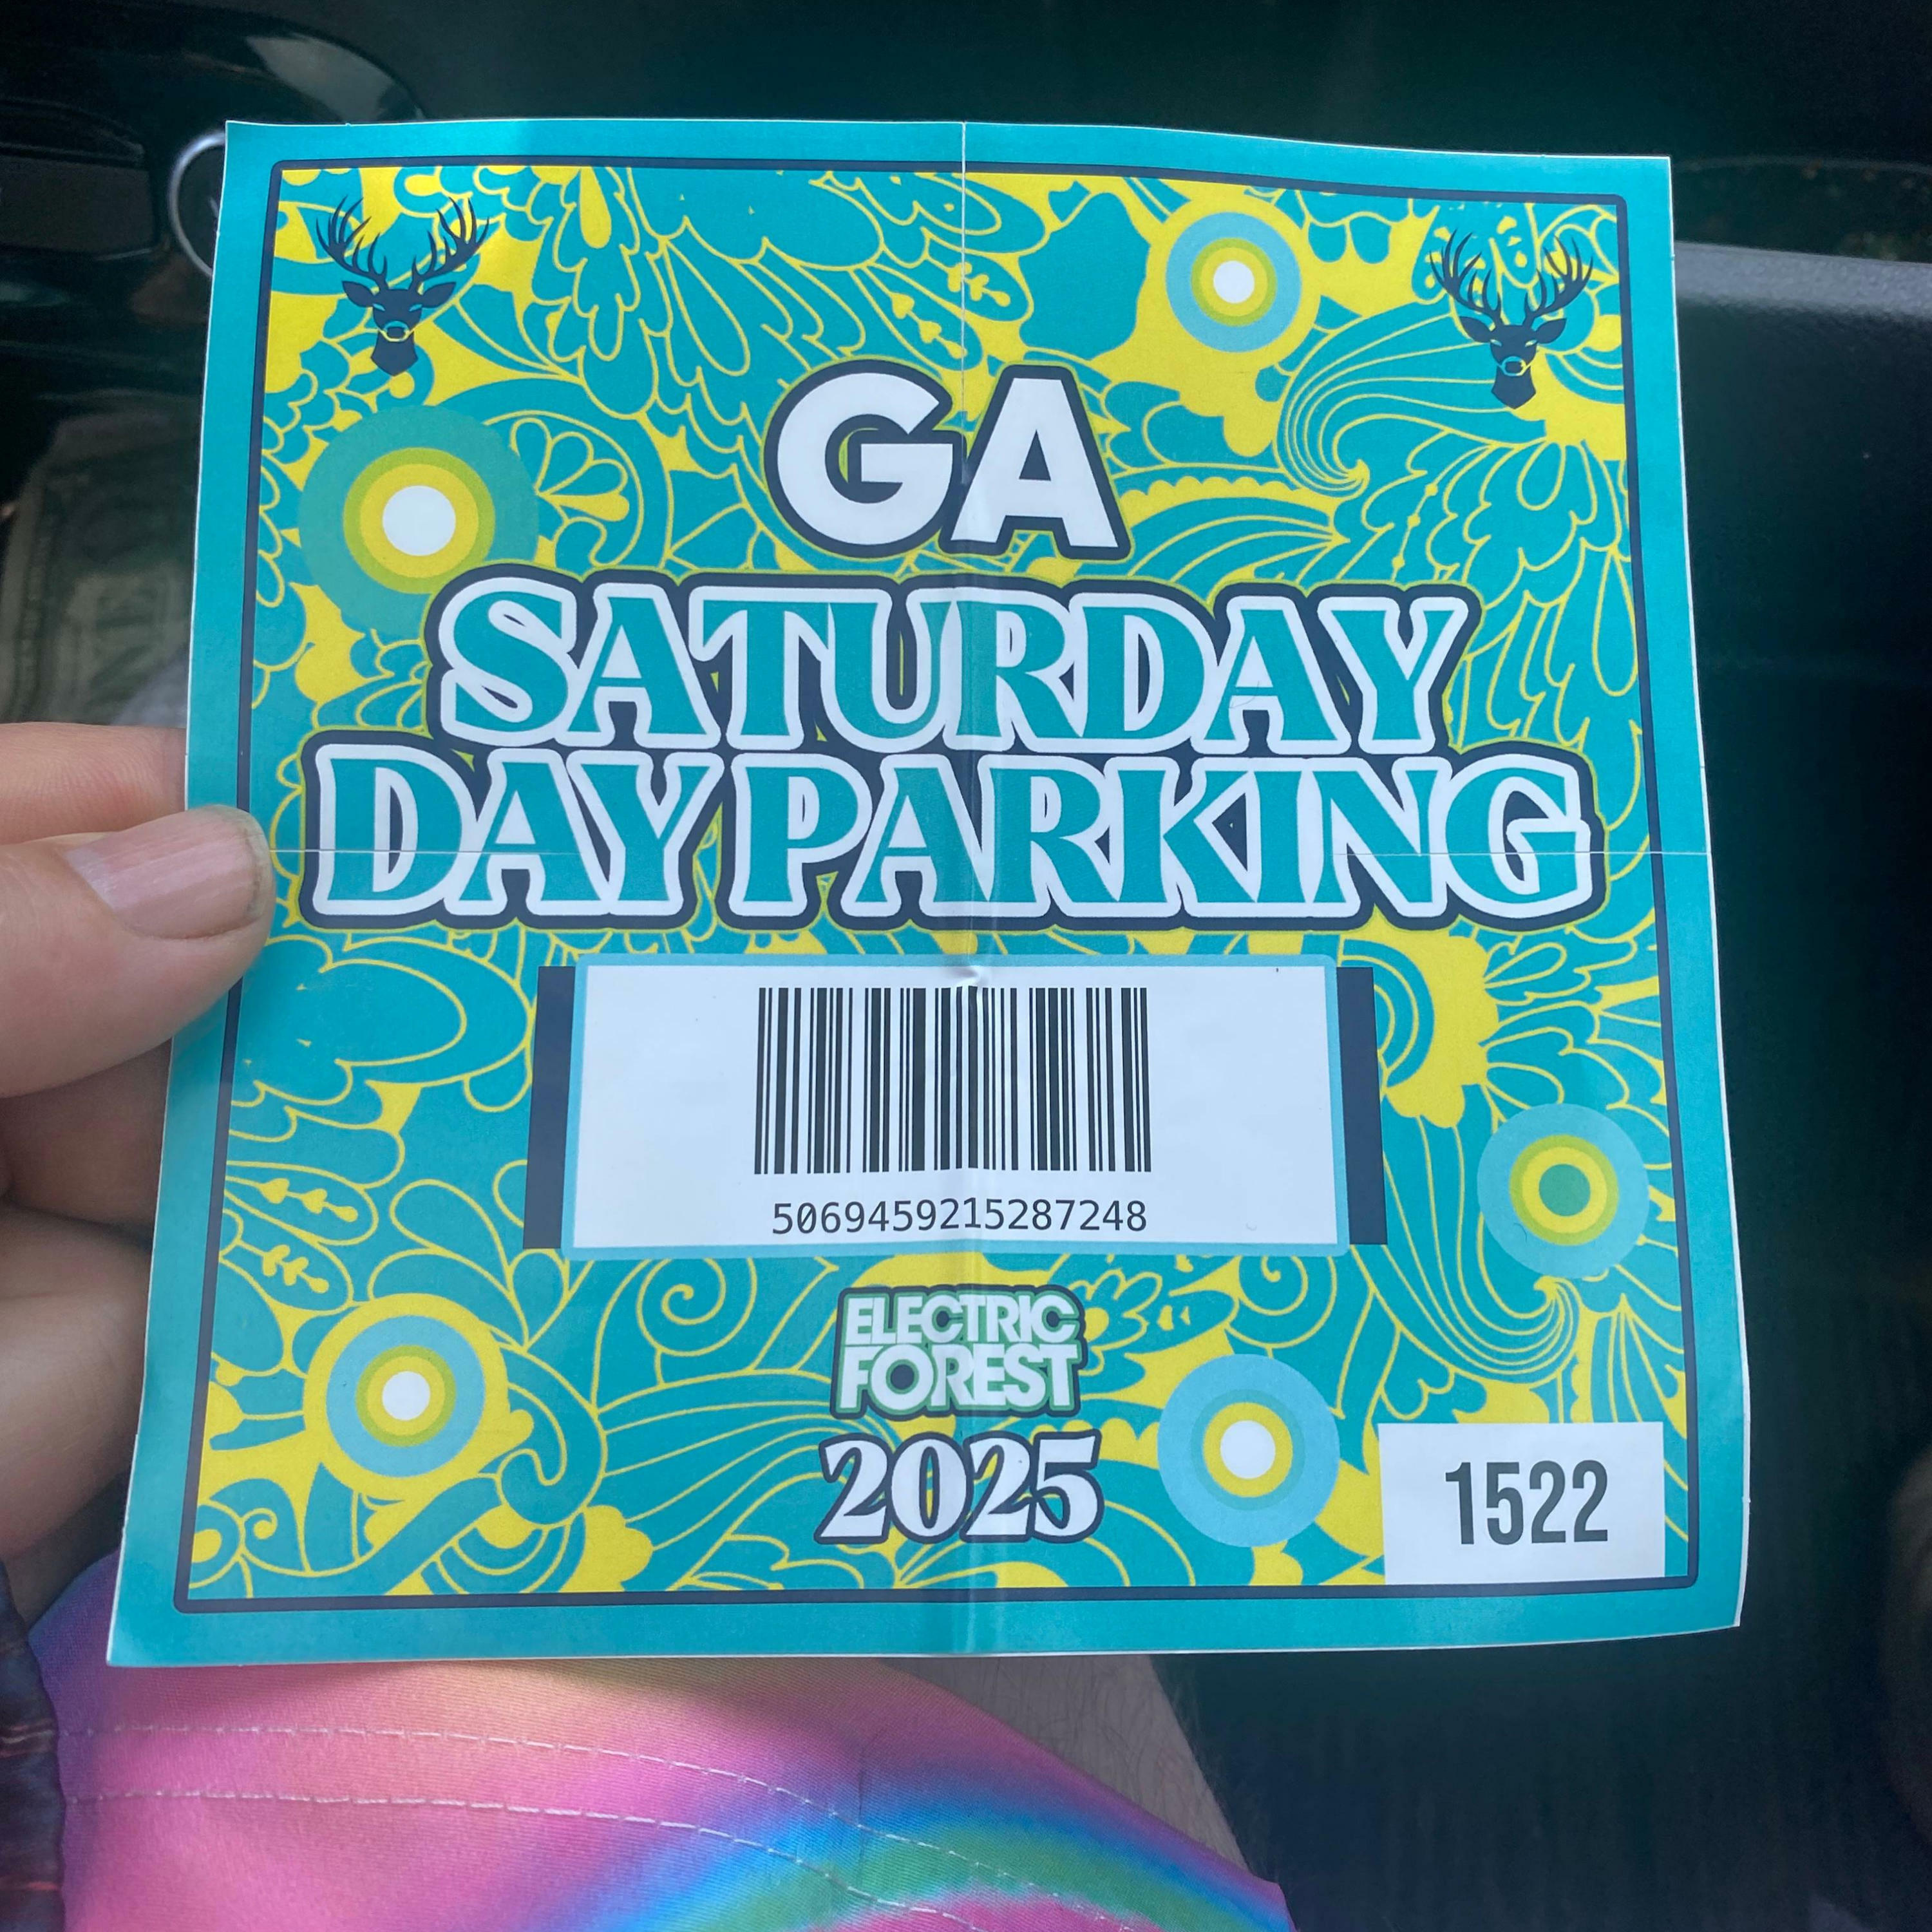 GA
SATURDAY
DAY PARKING
5069459215287248
ELECTRIC
FOREST
2025
1522